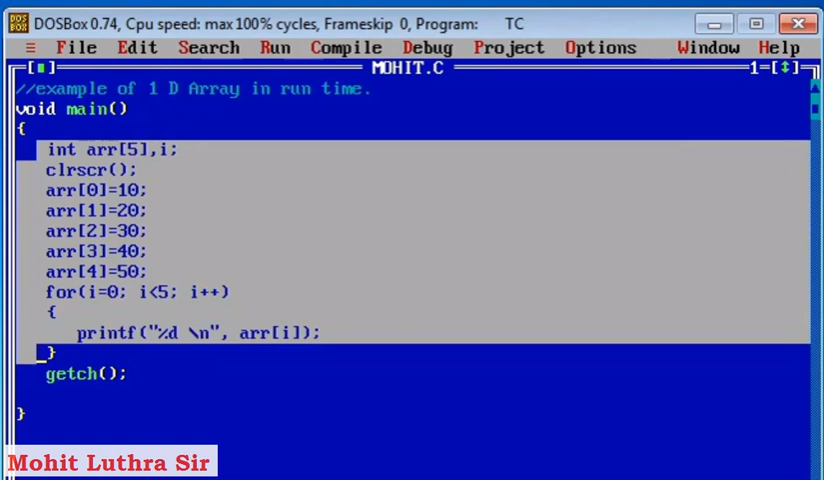 DOSBox 0.74, Cpu speed: max 100% cycles, Frameskip 0, Program: TC
≡ File Edit Search Run Compile Debug Project Options Window Help
[■] MOHIT.C 1=[↕]
//example of 1 D Array in run time.
void main()
{
int arr[5],i;
clrscr();
arr[0]=10;
arr[1]=20;
arr[2]=30;
arr[3]=40;
arr[4]=50;
for(i=0; i<5; i++)
{
printf("%d \n", arr[i]);
}
getch();
}
Mohit Luthra Sir